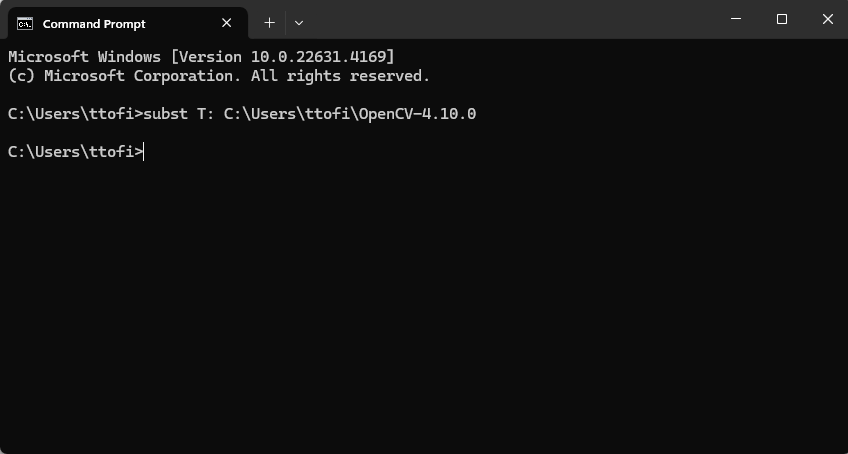 Command Prompt
Microsoft Windows [Version 10.0.22631.4169]
(c) Microsoft Corporation. All rights reserved.
C:\Users\ttofi>subst T: C:\Users\ttofi\OpenCV-4.10.0
C:\Users\ttofi>